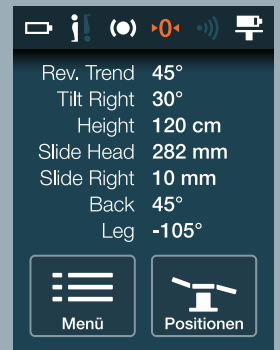 ▸0◂
Rev. Trend 45°
Tilt Right 30°
Height 120 cm
Slide Head 282 mm
Slide Right 10 mm
Back 45°
Leg -105°
Menü Positionen